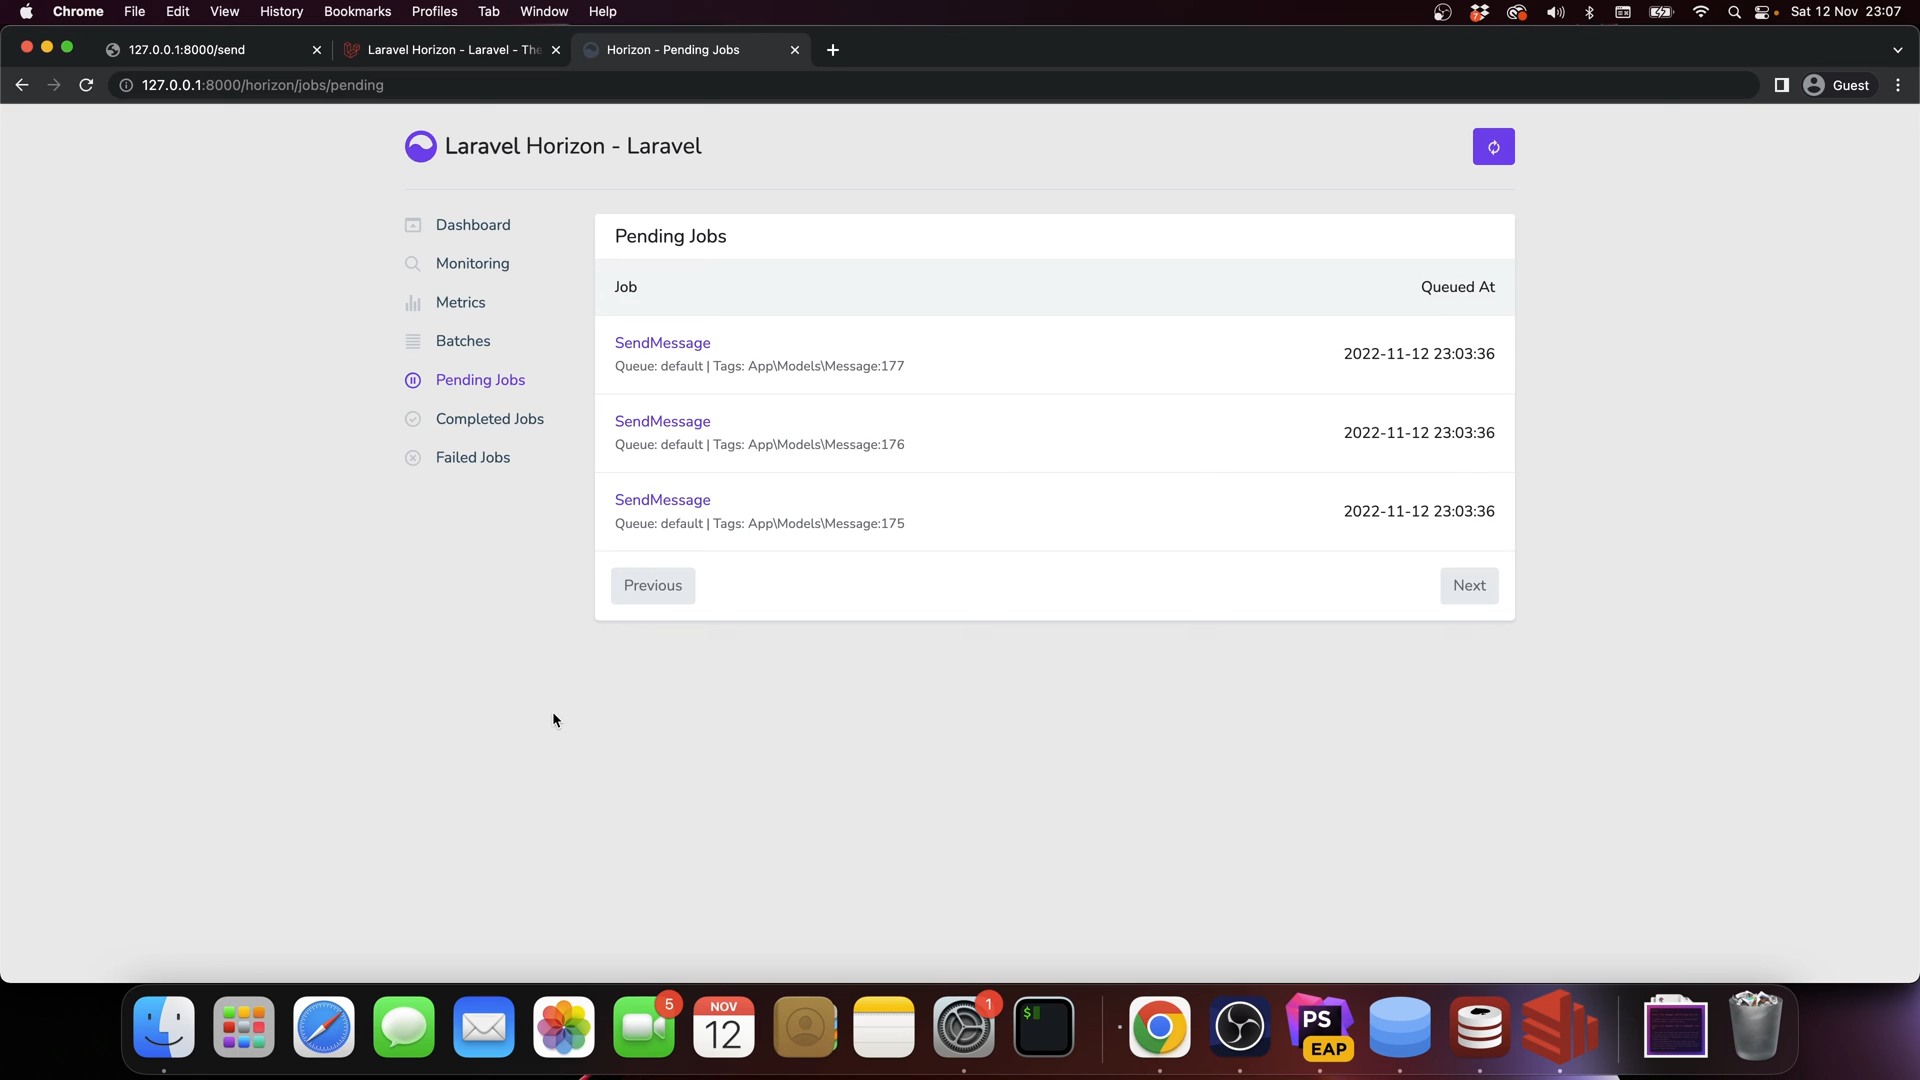 Chrome File Edit View History Bookmarks Profiles Tab Window Help Sat 12 Nov 23:07
127.0.0.1:8000/send Laravel Horizon - Laravel - The Horizon - Pending Jobs
127.0.0.1:8000/horizon/jobs/pending Guest
Laravel Horizon - Laravel
Dashboard
Monitoring
Metrics
Batches
Pending Jobs
Completed Jobs
Failed Jobs
Pending Jobs
Job Queued At
SendMessage
Queue: default | Tags: App\Models\Message:177
2022-11-12 23:03:36
SendMessage
Queue: default | Tags: App\Models\Message:176
2022-11-12 23:03:36
SendMessage
Queue: default | Tags: App\Models\Message:175
2022-11-12 23:03:36
Previous Next
5
NOV
12
1
$
PS
EAP